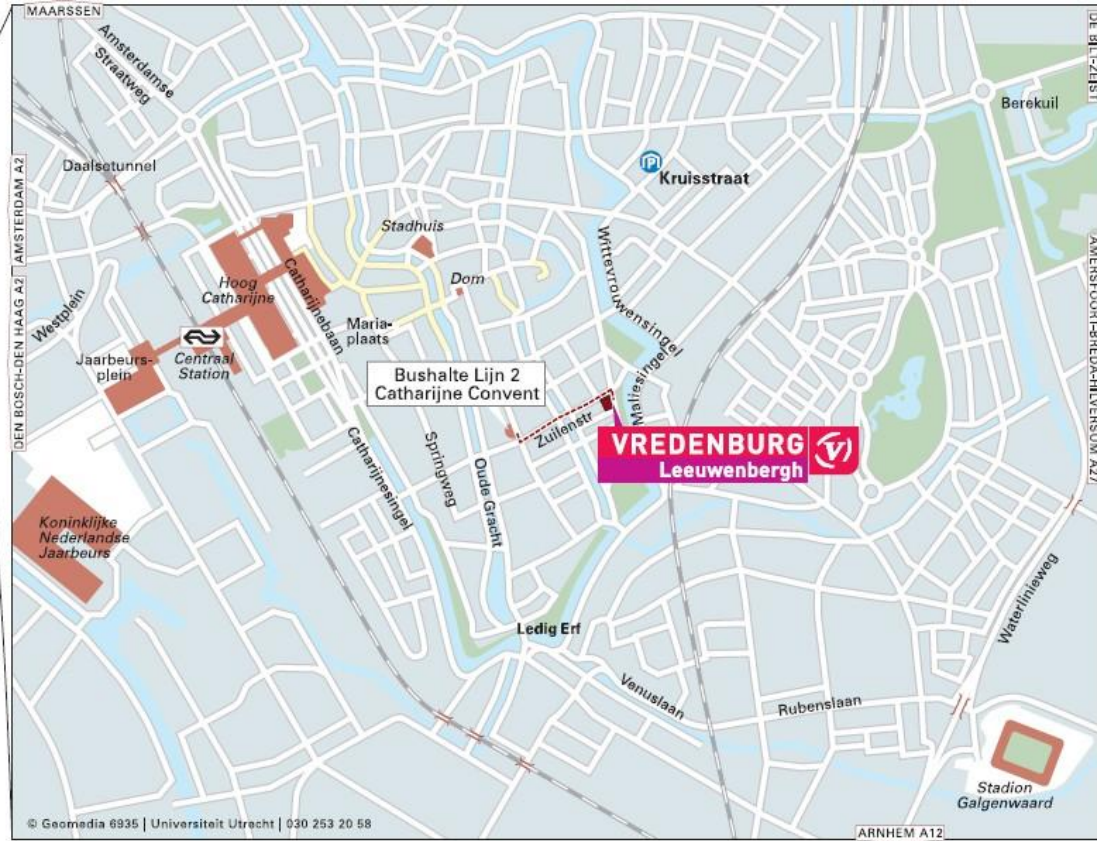 MAARSSEN
DE BILT-ZEIST
Amsterdamse
Straatweg
Berekuil
Daalsetunnel
Kruisstraat
AMSTERDAM A2
Stadhuis
Wittevrouwensingel
Dom
Hoog
Catharijne
Catharijnebaan
AMERSFOORT-BREDA-HILVERSUM A27
DEN BOSCH-DEN HAAG A2
Westplein
Maria-
plaats
Jaarbeurs-
plein
Centraal
Station
Bushalte Lijn 2
Catharijne Convent
Maliesingel
Zuilenstr
VREDENBURG
Leeuwenbergh
Catharijnesingel
Springweg
Oude Gracht
Koninklijke
Nederlandse
Jaarbeurs
Waterlinieweg
Ledig Erf
Venuslaan
Rubenslaan
Stadion
Galgenwaard
© Geomedia 6935 | Universiteit Utrecht | 030 253 20 58
ARNHEM A12
P
V